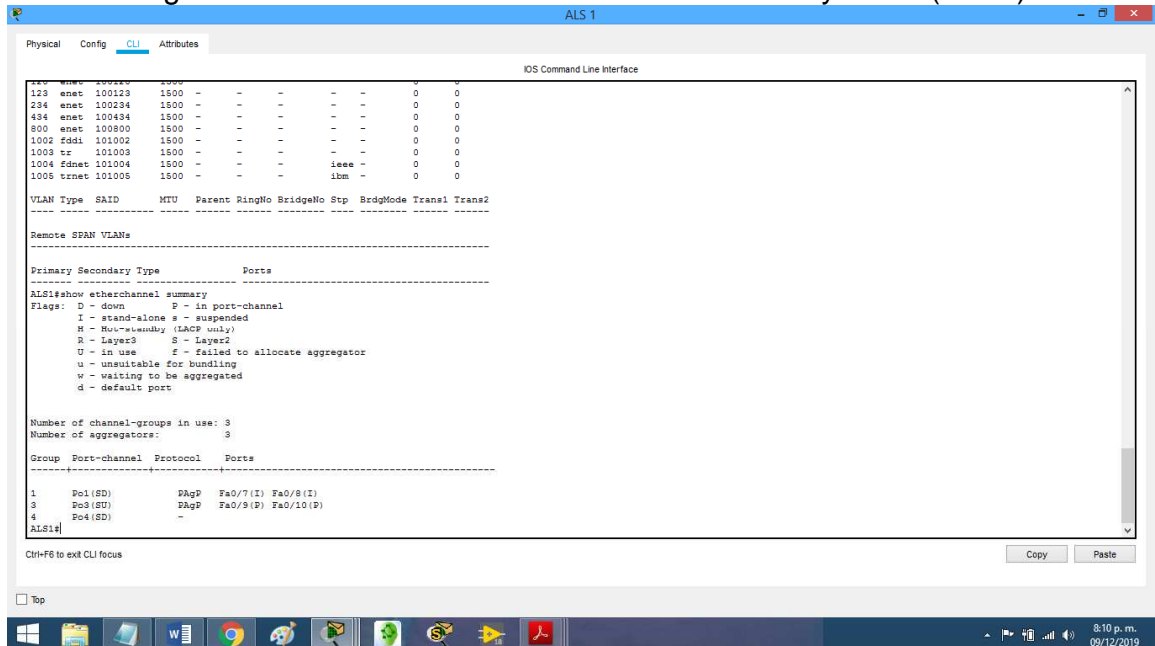 ALS 1
Physical Config CLI Attributes
IOS Command Line Interface
123 enet 100123 1500 - - - - - 0 0
234 enet 100234 1500 - - - - - 0 0
434 enet 100434 1500 - - - - - 0 0
800 enet 100800 1500 - - - - - 0 0
1002 fddi 101002 1500 - - - - - 0 0
1003 tr 101003 1500 - - - - - 0 0
1004 fdnet 101004 1500 - - - ieee - 0 0
1005 trnet 101005 1500 - - - ibm - 0 0
VLAN Type SAID MTU Parent RingNo BridgeNo Stp BrdgMode Trans1 Trans2
---- ----- ---------- ----- ------ ------ -------- ---- -------- ------ ------
Remote SPAN VLANs
------------------------------------------------------------------------------
Primary Secondary Type Ports
------- --------- ----------------- ------------------------------------------
ALS1#show etherchannel summary
Flags: D - down P - in port-channel
I - stand-alone s - suspended
H - Hot-standby (LACP only)
R - Layer3 S - Layer2
U - in use f - failed to allocate aggregator
u - unsuitable for bundling
w - waiting to be aggregated
d - default port
Number of channel-groups in use: 3
Number of aggregators: 3
Group Port-channel Protocol Ports
------+-------------+-----------+----------------------------------------------
1 Po1(SD) PAgP Fa0/7(I) Fa0/8(I)
3 Po3(SU) PAgP Fa0/9(P) Fa0/10(P)
4 Po4(SD) -
ALS1#
Ctrl+F6 to exit CLI focus
Copy Paste
Top
8:10 p. m.
09/12/2019